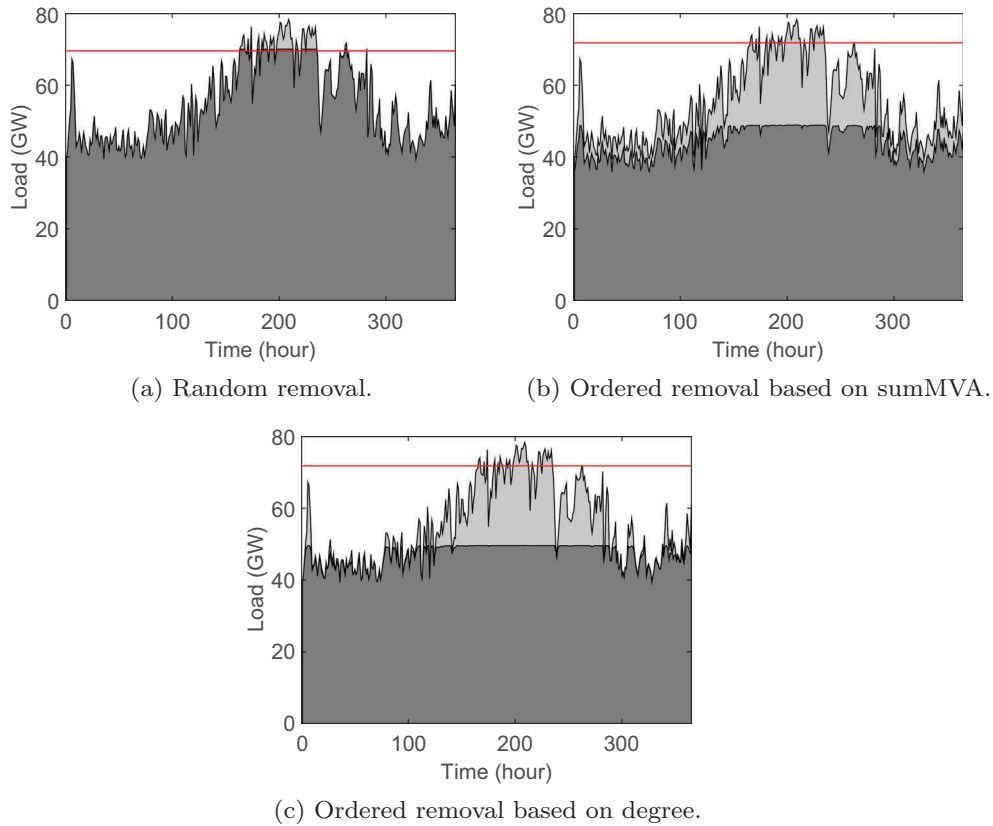 80
60
40
20
0
Load (GW)
0 100 200 300
Time (hour)
(a) Random removal.
80
60
40
20
0
Load (GW)
0 100 200 300
Time (hour)
(b) Ordered removal based on sumMVA.
80
60
40
20
0
Load (GW)
0 100 200 300
Time (hour)
(c) Ordered removal based on degree.